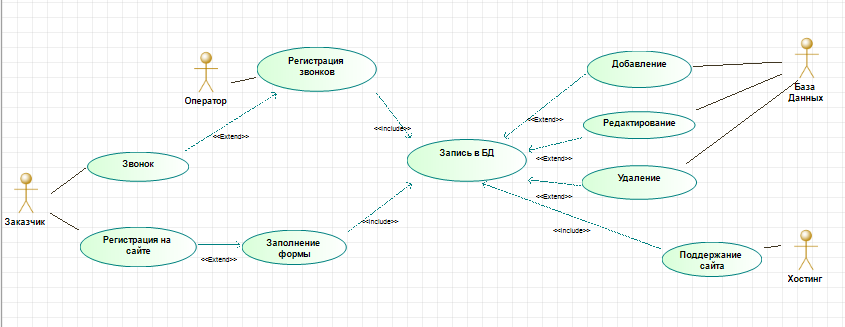 Регистрация
звонков
Оператор
<<Extend>>
<<Include>>
Звонок
Заказчик
Регистрация на
сайте
<<Extend>>
Заполнение
формы
<<Include>>
Запись в БД
Добавление
<<Extend>>
Редактирование
<<Extend>>
Удаление
<<Extend>>
База
Данных
<<Include>>
Поддержание
сайта
Хостинг